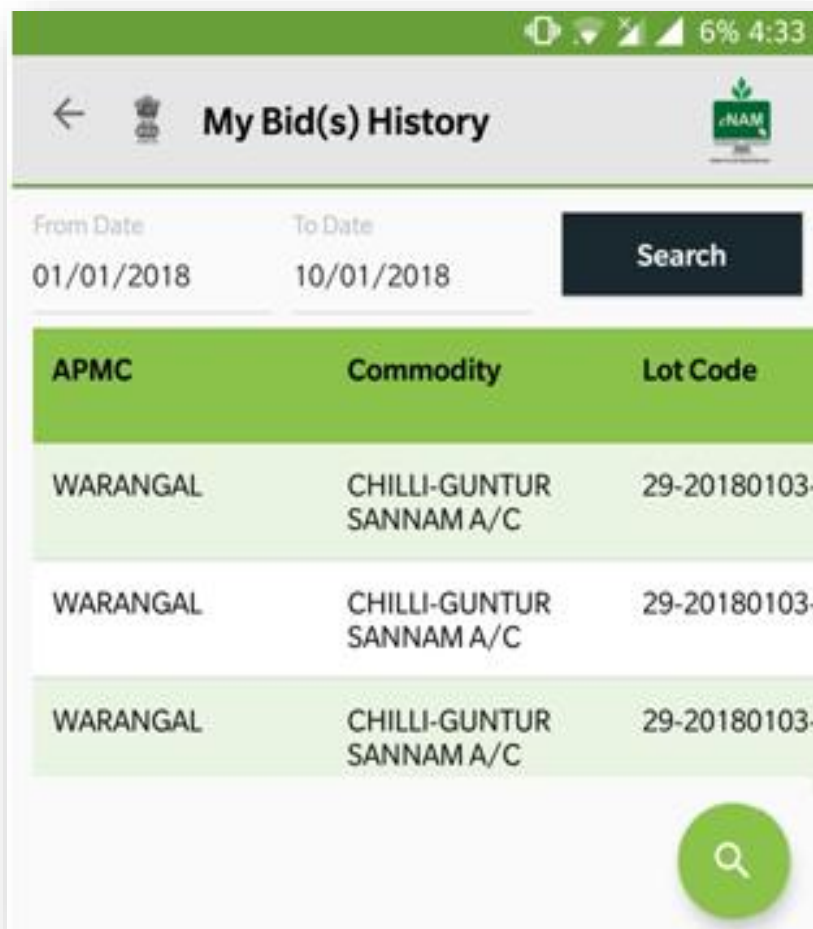 6% 4:33
My Bid(s) History
eNAM
From Date To Date
01/01/2018 10/01/2018 Search
APMC Commodity Lot Code
WARANGAL CHILLI-GUNTUR 29-20180103-
SANNAM A/C
WARANGAL CHILLI-GUNTUR 29-20180103-
SANNAM A/C
WARANGAL CHILLI-GUNTUR 29-20180103-
SANNAM A/C